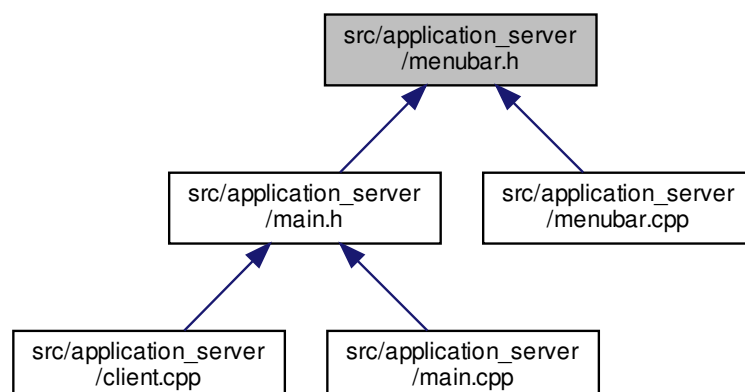 src/application_server
/menubar.h
src/application_server
/main.h
src/application_server
/menubar.cpp
src/application_server
/client.cpp
src/application_server
/main.cpp